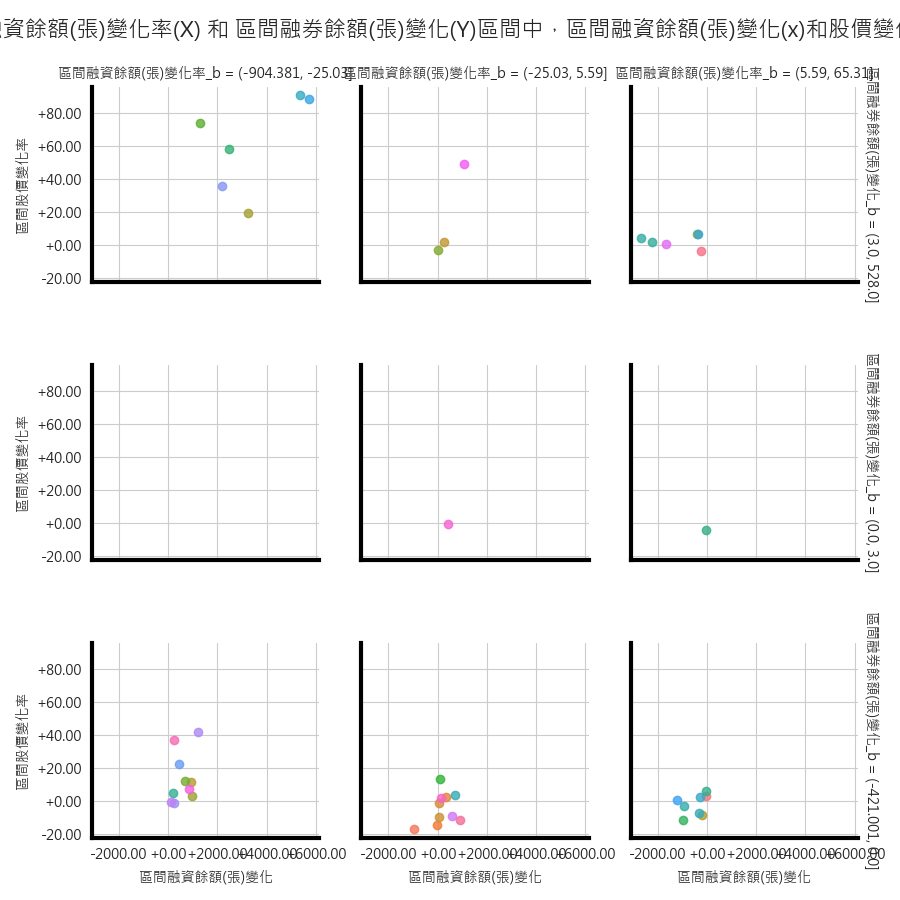 資餘額(張)變化率(X) 和 區間融券餘額(張)變化(Y)區間中，區間融資餘額(張)變化(x)和股價變
區間融資餘額(張)變化率_b = (-904.381, -25.03]
區間融資餘額(張)變化率_b = (-25.03, 5.59]
區間融資餘額(張)變化率_b = (5.59, 65.31]
區間融券餘額(張)變化_b = (3.0, 528.0]
區間股價變化率
+80.00
+60.00
+40.00
+20.00
+0.00
-20.00
區間融券餘額(張)變化_b = (0.0, 3.0]
區間股價變化率
+80.00
+60.00
+40.00
+20.00
+0.00
-20.00
區間融券餘額(張)變化_b = (-421.001, 0.0]
區間股價變化率
+80.00
+60.00
+40.00
+20.00
+0.00
-20.00
-2000.00 +0.00 +2000.00 +4000.00 +6000.00
-2000.00 +0.00 +2000.00 +4000.00 +6000.00
-2000.00 +0.00 +2000.00 +4000.00 +6000.00
區間融資餘額(張)變化
區間融資餘額(張)變化
區間融資餘額(張)變化